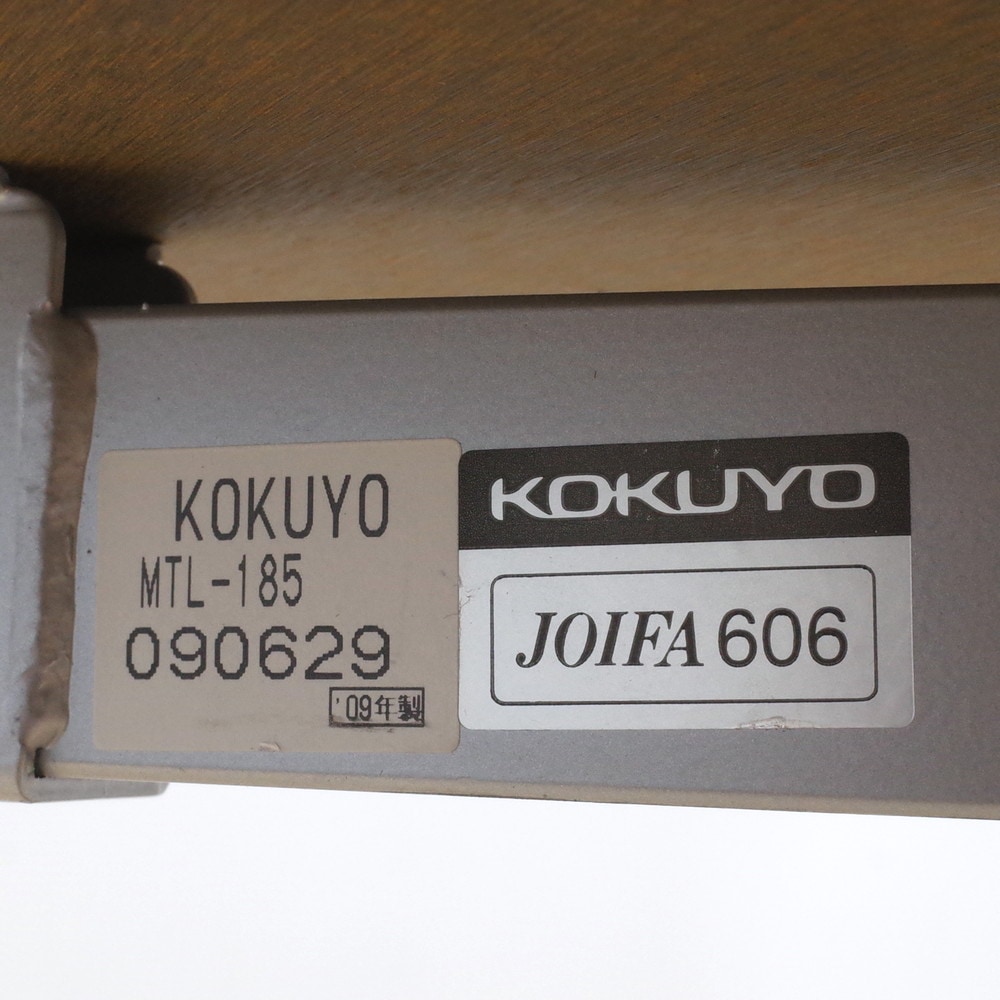 KOKUYO
MTL-185
090629
'09年製
KOKUYO
JOIFA 606